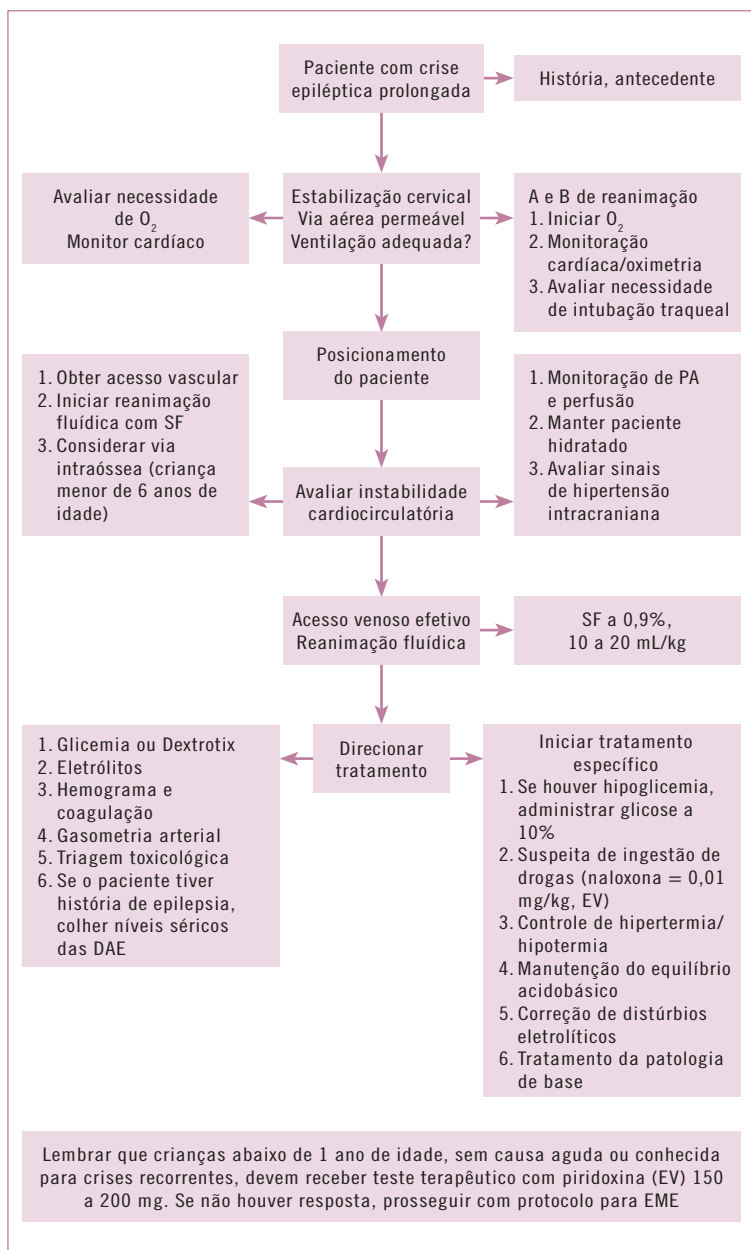 Paciente com crise
epiléptica prolongada
História, antecedente
Avaliar necessidade
de O2
Monitor cardíaco
Estabilização cervical
Via aérea permeável
Ventilação adequada?
A e B de reanimação
1. Iniciar O2
2. Monitoração
cardíaca/oximetria
3. Avaliar necessidade
de intubação traqueal
Posicionamento
do paciente
1. Obter acesso vascular
2. Iniciar reanimação
fluídica com SF
3. Considerar via
intraóssea (criança
menor de 6 anos de
idade)
Avaliar instabilidade
cardiocirculatória
1. Monitoração de PA
e perfusão
2. Manter paciente
hidratado
3. Avaliar sinais
de hipertensão
intracraniana
Acesso venoso efetivo
Reanimação fluídica
SF a 0,9%,
10 a 20 mL/kg
1. Glicemia ou Dextrotix
2. Eletrólitos
3. Hemograma e
coagulação
4. Gasometria arterial
5. Triagem toxicológica
6. Se o paciente tiver
história de epilepsia,
colher níveis séricos
das DAE
Direcionar
tratamento
Iniciar tratamento
específico
1. Se houver hipoglicemia,
administrar glicose a
10%
2. Suspeita de ingestão de
drogas (naloxona = 0,01
mg/kg, EV)
3. Controle de hipertermia/
hipotermia
4. Manutenção do equilíbrio
acidobásico
5. Correção de distúrbios
eletrolíticos
6. Tratamento da patologia
de base
Lembrar que crianças abaixo de 1 ano de idade, sem causa aguda ou conhecida
para crises recorrentes, devem receber teste terapêutico com piridoxina (EV) 150
a 200 mg. Se não houver resposta, prosseguir com protocolo para EME